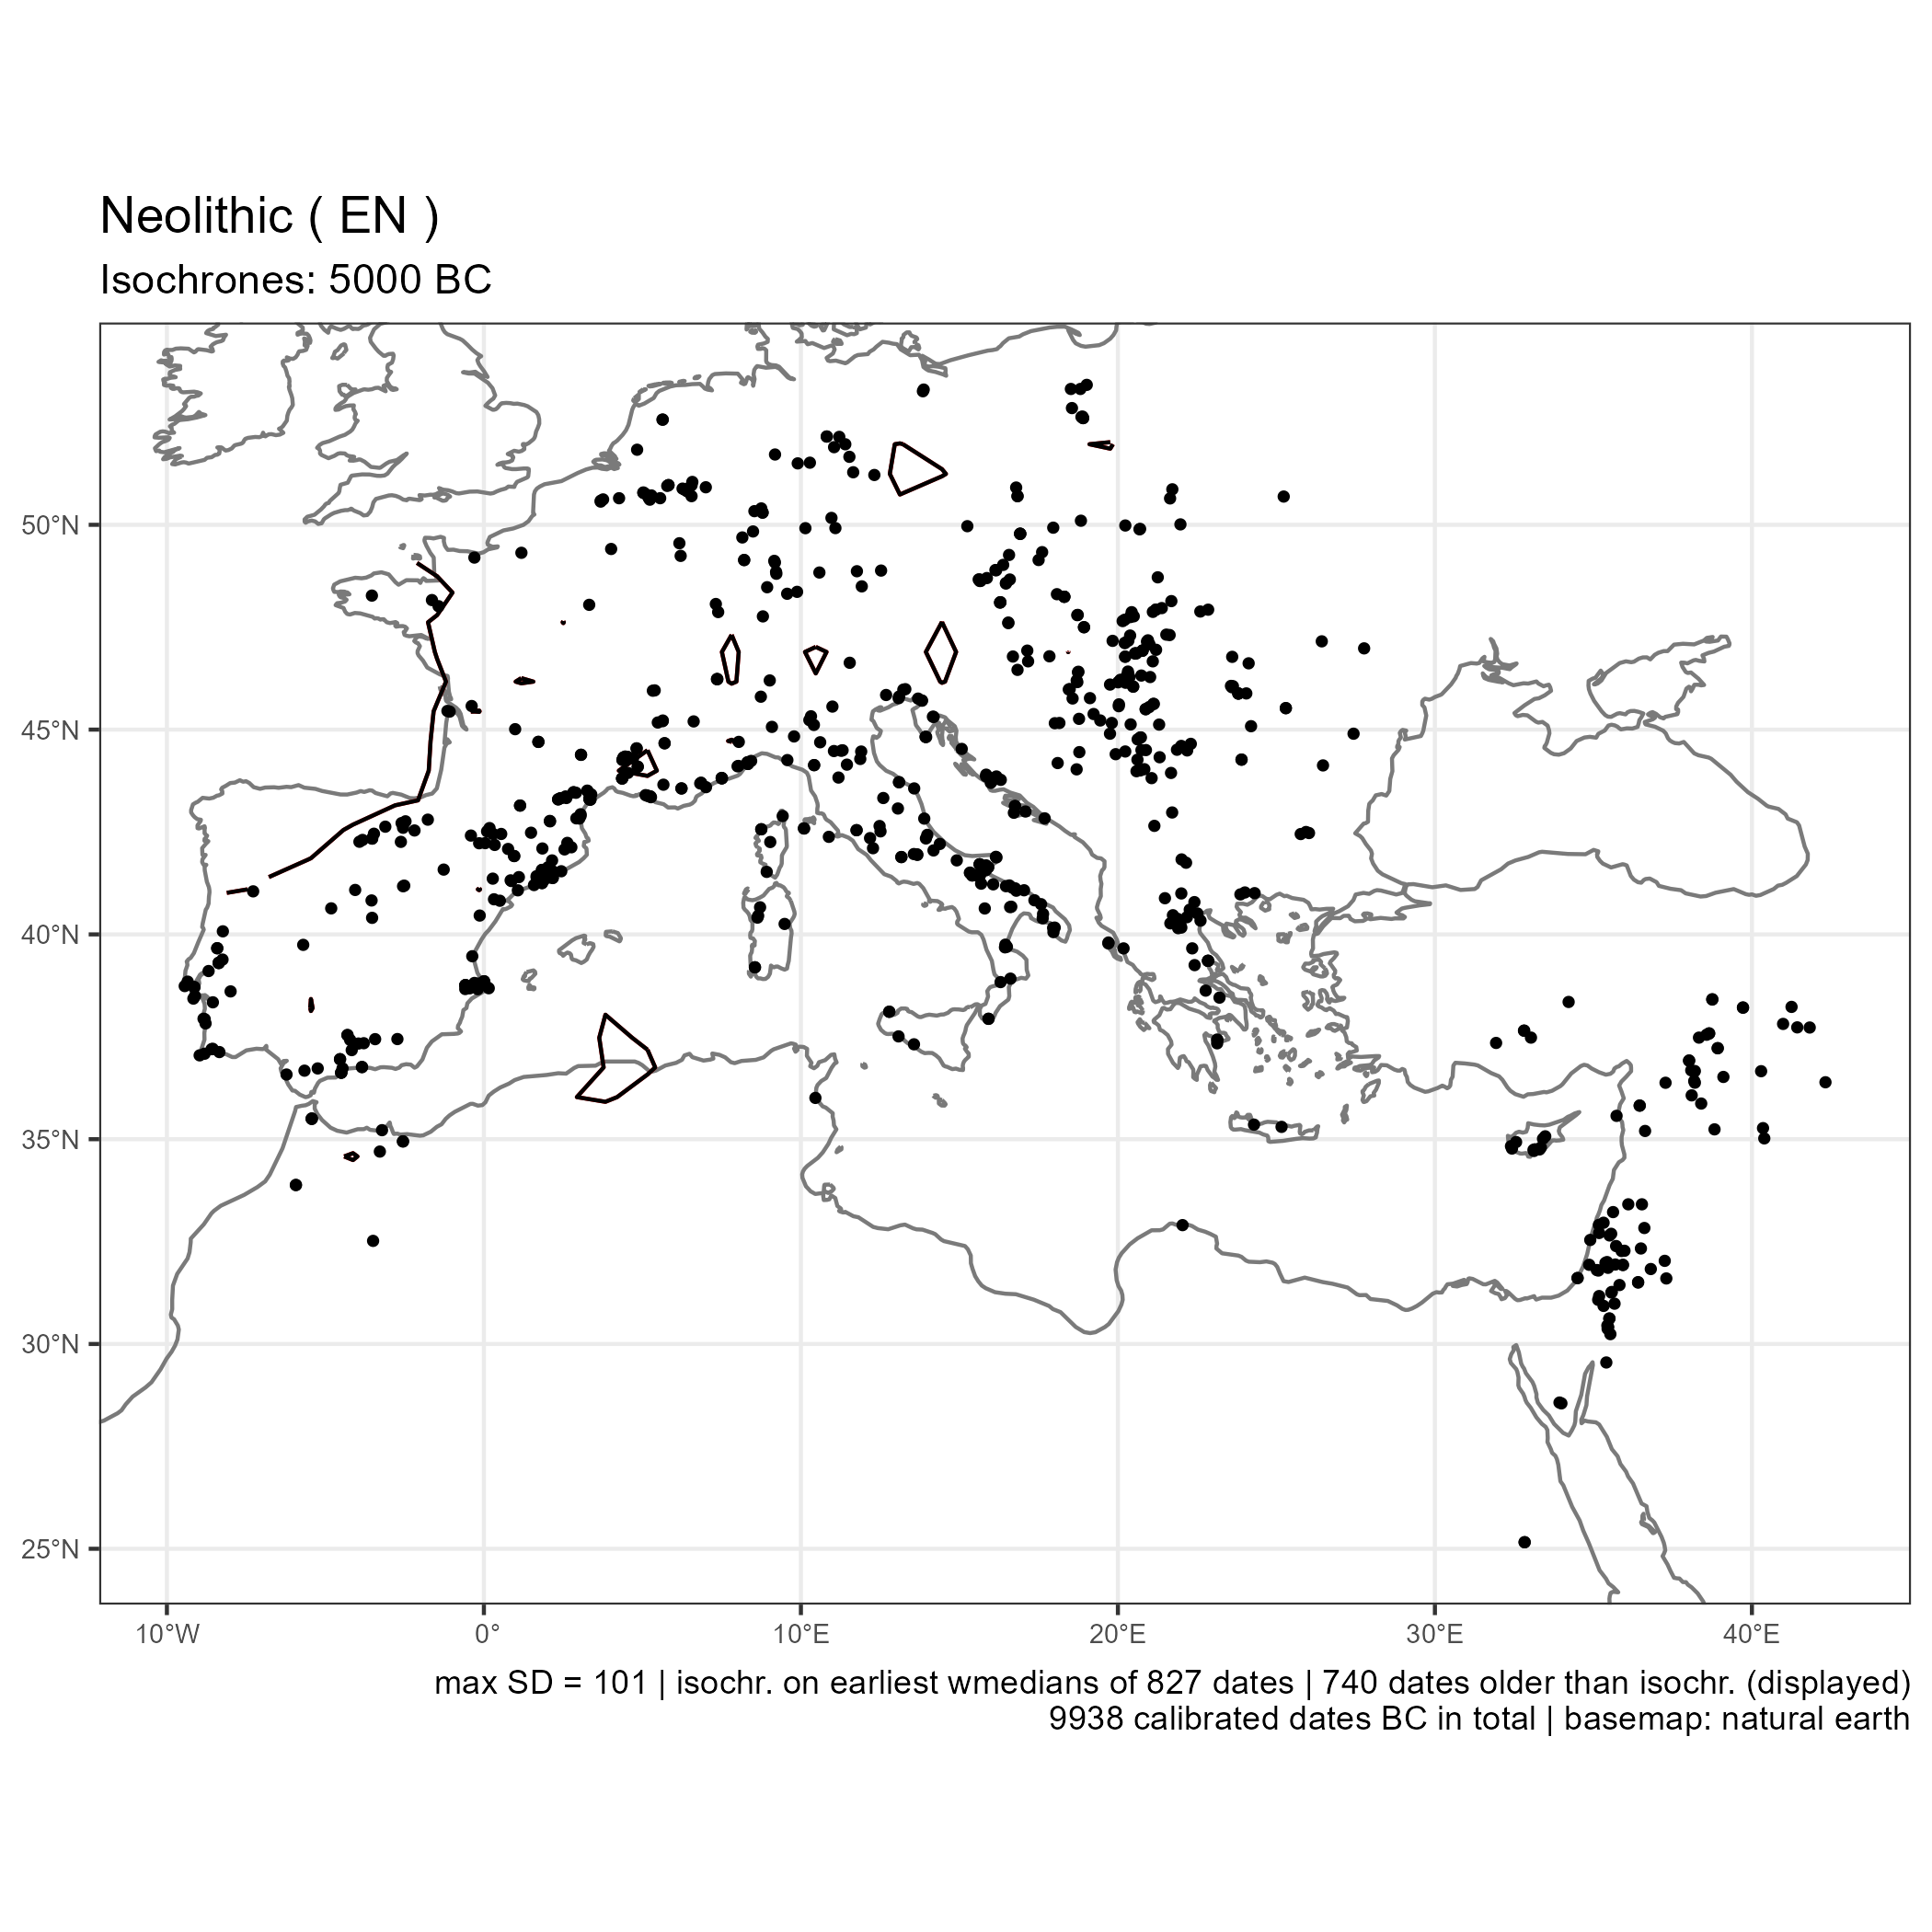 Neolithic ( EN )
Isochrones: 5000 BC
50°N
45°N
40°N
35°N
30°N
25°N
10°W 0° 10°E 20°E 30°E 40°E
max SD = 101 | isochr. on earliest wmedians of 827 dates | 740 dates older than isochr. (displayed)
9938 calibrated dates BC in total | basemap: natural earth